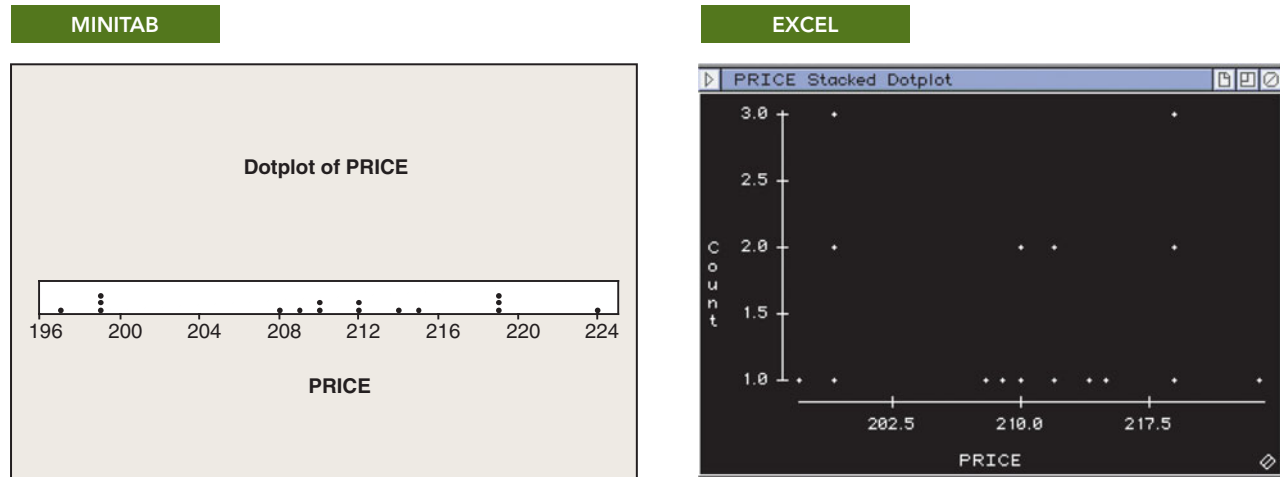 MINITAB
Dotplot of PRICE
196 200 204 208 212 216 220 224
PRICE
EXCEL
PRICE Stacked Dotplot
3.0
2.5
2.0
1.5
1.0
Count
202.5 210.0 217.5
PRICE